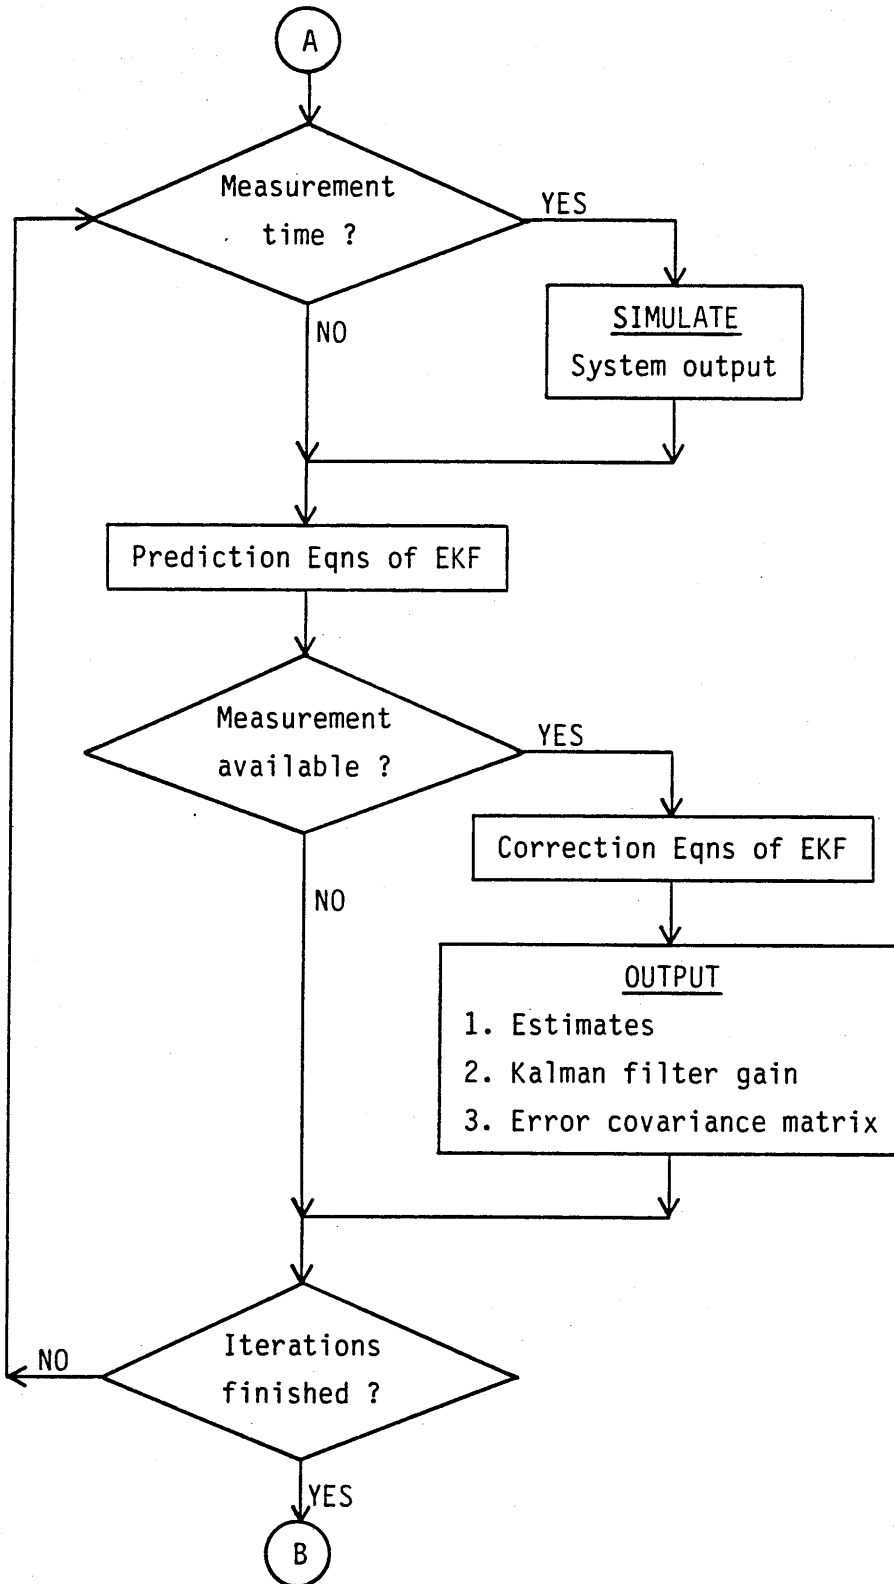 A
Measurement
time ?
YES
NO
SIMULATE
System output
Prediction Eqns of EKF
Measurement
available ?
YES
NO
Correction Eqns of EKF
OUTPUT
1. Estimates
2. Kalman filter gain
3. Error covariance matrix
Iterations
finished ?
NO
YES
B